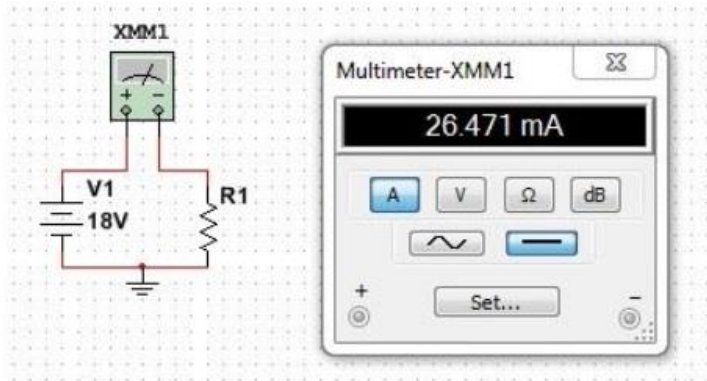 XMM1
+ −
V1
18V
R1
Multimeter-XMM1
26.471 mA
A V Ω dB
+ Set... −